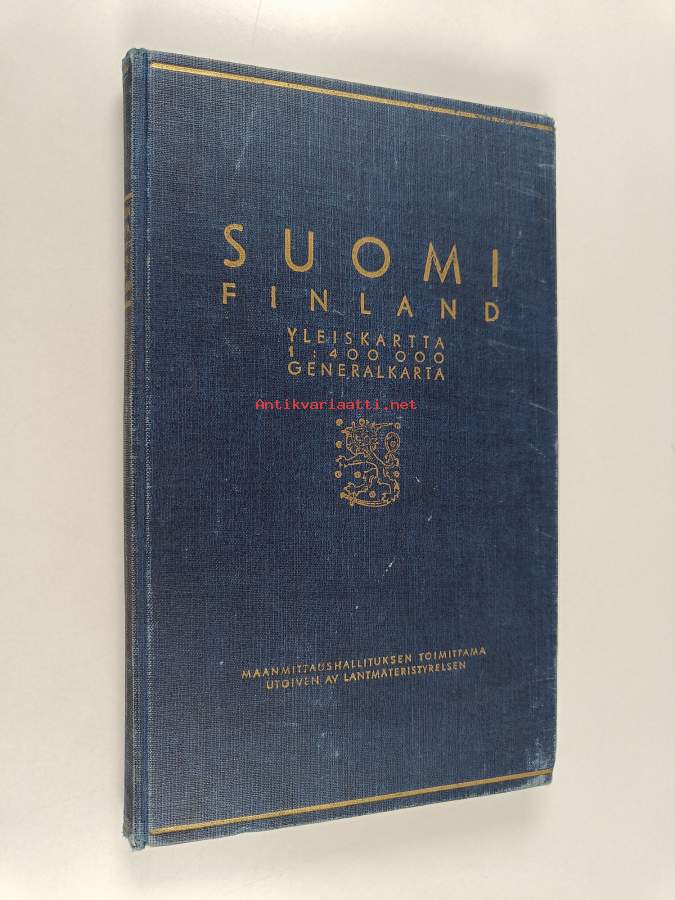 SUOMI
FINLAND
YLEISKARTTA
1 : 400 000
GENERALKARTA
Antikvariaatti.net
MAANMITTAUSHALLITUKSEN TOIMITTAMA
UTGIVEN AV LANTMÄTERISTYRELSEN